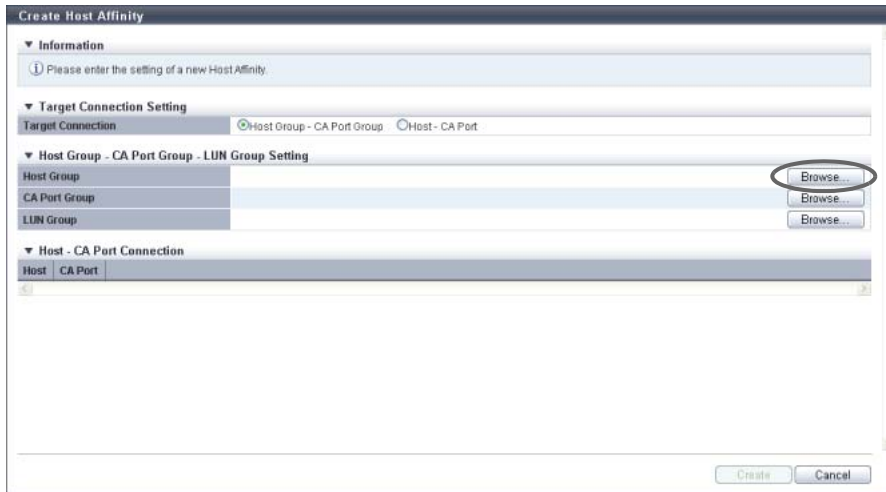 Create Host Affinity
▼ Information
Please enter the setting of a new Host Affinity.
▼ Target Connection Setting
Target Connection Host Group - CA Port Group Host - CA Port
▼ Host Group - CA Port Group - LUN Group Setting
Host Group Browse...
CA Port Group Browse...
LUN Group Browse...
▼ Host - CA Port Connection
Host CA Port
Create Cancel